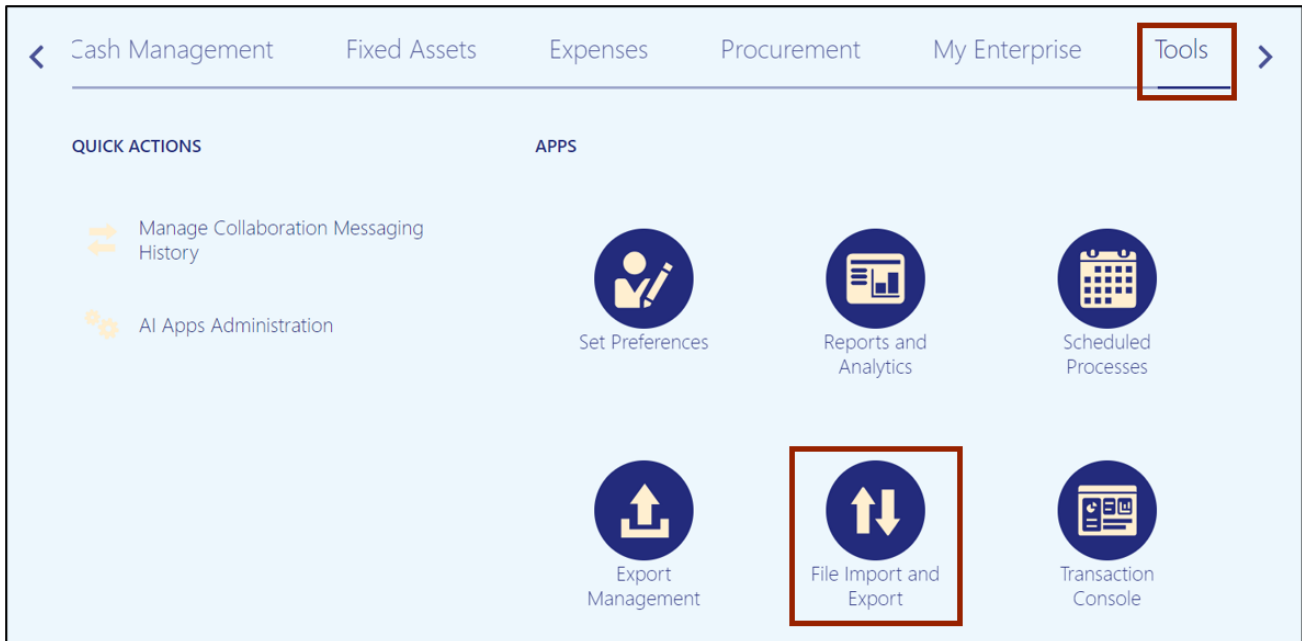 Cash Management Fixed Assets Expenses Procurement My Enterprise Tools
QUICK ACTIONS
APPS
Manage Collaboration Messaging
History
AI Apps Administration
Set Preferences
Reports and
Analytics
Scheduled
Processes
Export
Management
File Import and
Export
Transaction
Console